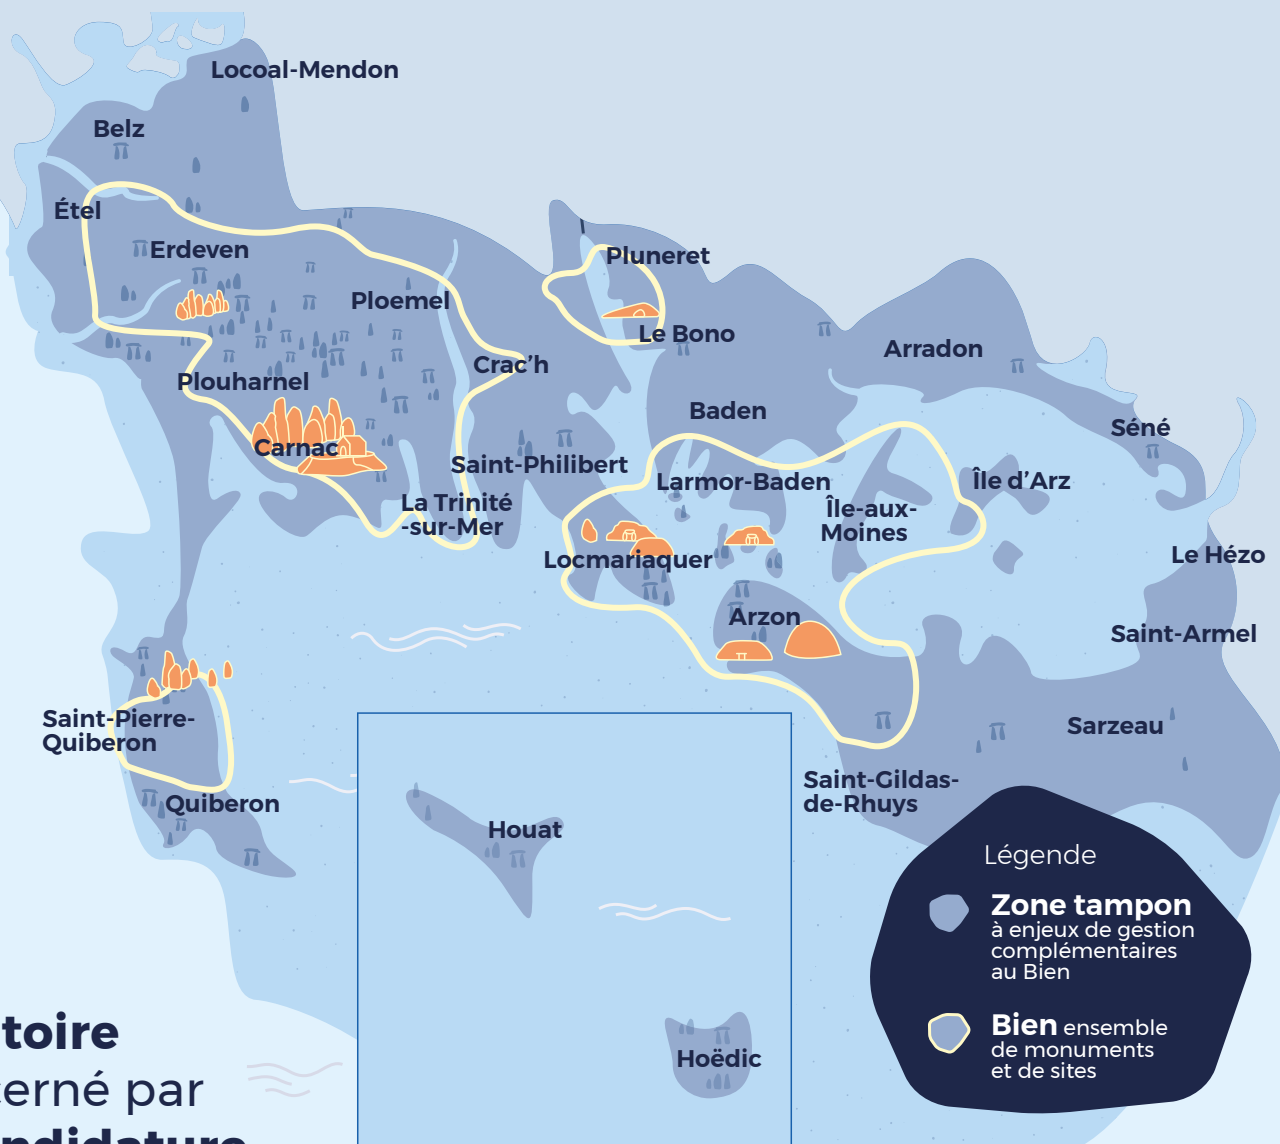 Locoal-Mendon
Belz
Étel
Erdeven
Pluneret
Ploemel
Le Bono
Arradon
Crac'h
Plouharnel
Baden
Séné
Carnac
Saint-Philibert
Larmor-Baden
Île d'Arz
La Trinité
-sur-Mer
Île-aux-
Moines
Locmariaquer
Le Hézo
Arzon
Saint-Armel
Saint-Pierre-
Quiberon
Sarzeau
Saint-Gildas-
de-Rhuys
Quiberon
Houat
Hoëdic
Légende
Zone tampon
à enjeux de gestion
complémentaires
au Bien
Bien ensemble
de monuments
et de sites
toire
erné par